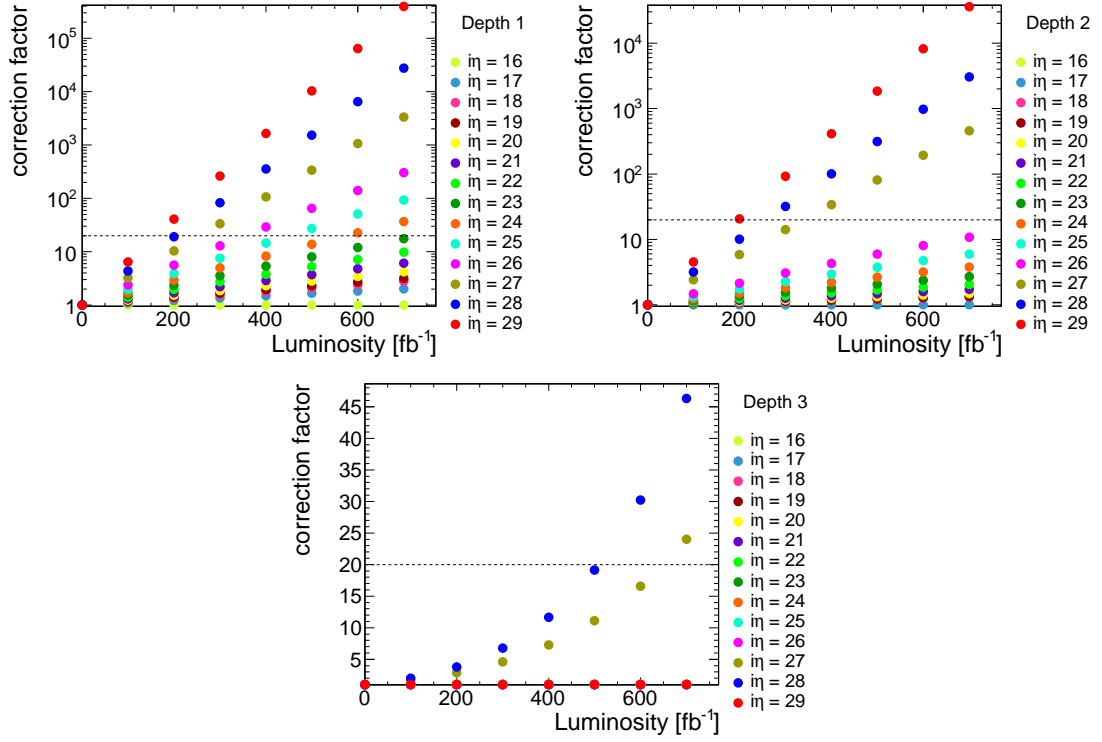 correction factor
10^5
10^4
10^3
10^2
10
1
0 200 400 600
Luminosity [fb^-1]
Depth 1
iη = 16
iη = 17
iη = 18
iη = 19
iη = 20
iη = 21
iη = 22
iη = 23
iη = 24
iη = 25
iη = 26
iη = 27
iη = 28
iη = 29
correction factor
10^4
10^3
10^2
10
1
0 200 400 600
Luminosity [fb^-1]
Depth 2
iη = 16
iη = 17
iη = 18
iη = 19
iη = 20
iη = 21
iη = 22
iη = 23
iη = 24
iη = 25
iη = 26
iη = 27
iη = 28
iη = 29
correction factor
45
40
35
30
25
20
15
10
5
0 200 400 600
Luminosity [fb^-1]
Depth 3
iη = 16
iη = 17
iη = 18
iη = 19
iη = 20
iη = 21
iη = 22
iη = 23
iη = 24
iη = 25
iη = 26
iη = 27
iη = 28
iη = 29